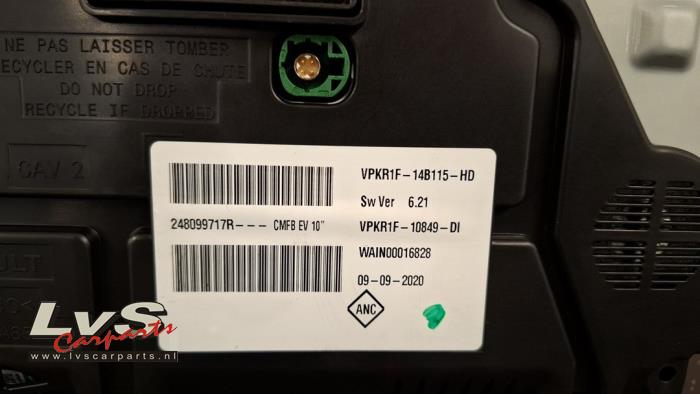 NE PAS LAISSER TOMBER
RECYCLER EN CAS DE CHUTE
DO NOT DROP
RECYCLE IF DROPPED
CAV 2
VPKR1F-14B115-HD
Sw Ver 6.21
248099717R--- CMFB EV 10"
VPKR1F-10849-DI
WAIN00016828
09-09-2020
ANC
LvS
Carparts
www.lvscarparts.nl